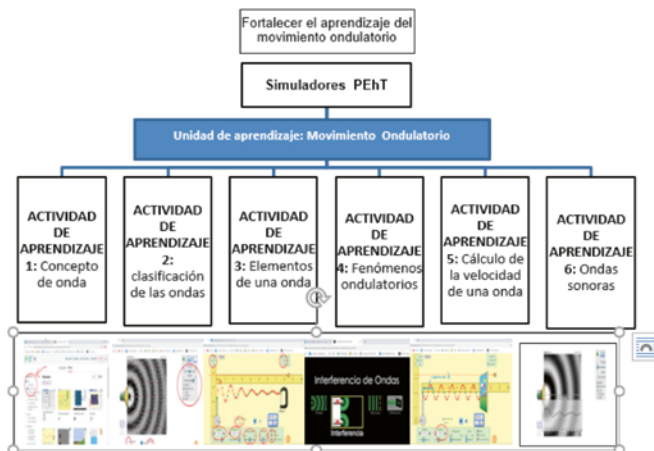 Fortalecer el aprendizaje del
movimiento ondulatorio
Simuladores PEhT
Unidad de aprendizaje: Movimiento Ondulatorio
ACTIVIDAD
DE
APRENDIZAJE
1: Concepto
de onda
ACTIVIDAD
DE
APRENDIZAJE
2:
clasificación
de las ondas
ACTIVIDAD
DE
APRENDIZAJE
3: Elementos
de una onda
ACTIVIDAD
DE
APRENDIZAJE
4: Fenómenos
ondulatorios
ACTIVIDAD
DE
APRENDIZAJE
5: Cálculo de
la velocidad
de una onda
ACTIVIDAD
DE
APRENDIZAJE
6: Ondas
sonoras
Interferencia de Ondas
Interferencia